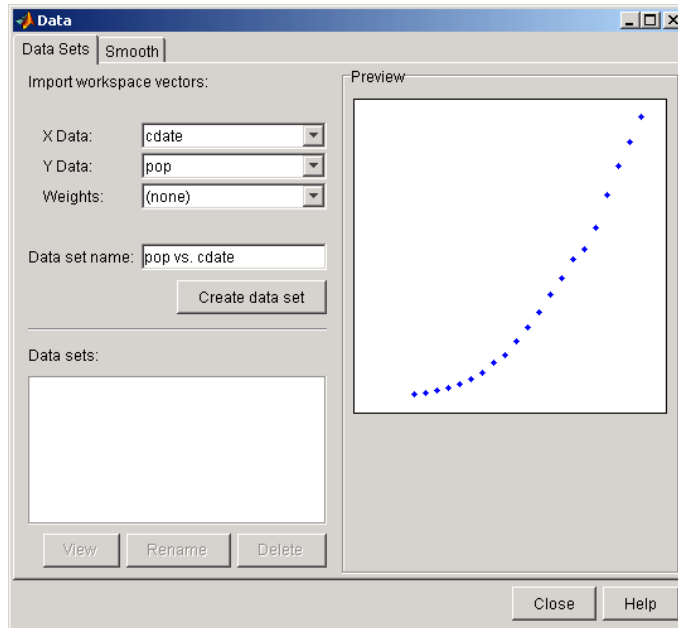 Data
Data Sets Smooth
Import workspace vectors:
X Data: cdate
Y Data: pop
Weights: (none)
Data set name: pop vs. cdate
Create data set
Data sets:
View Rename Delete
Preview
Close Help